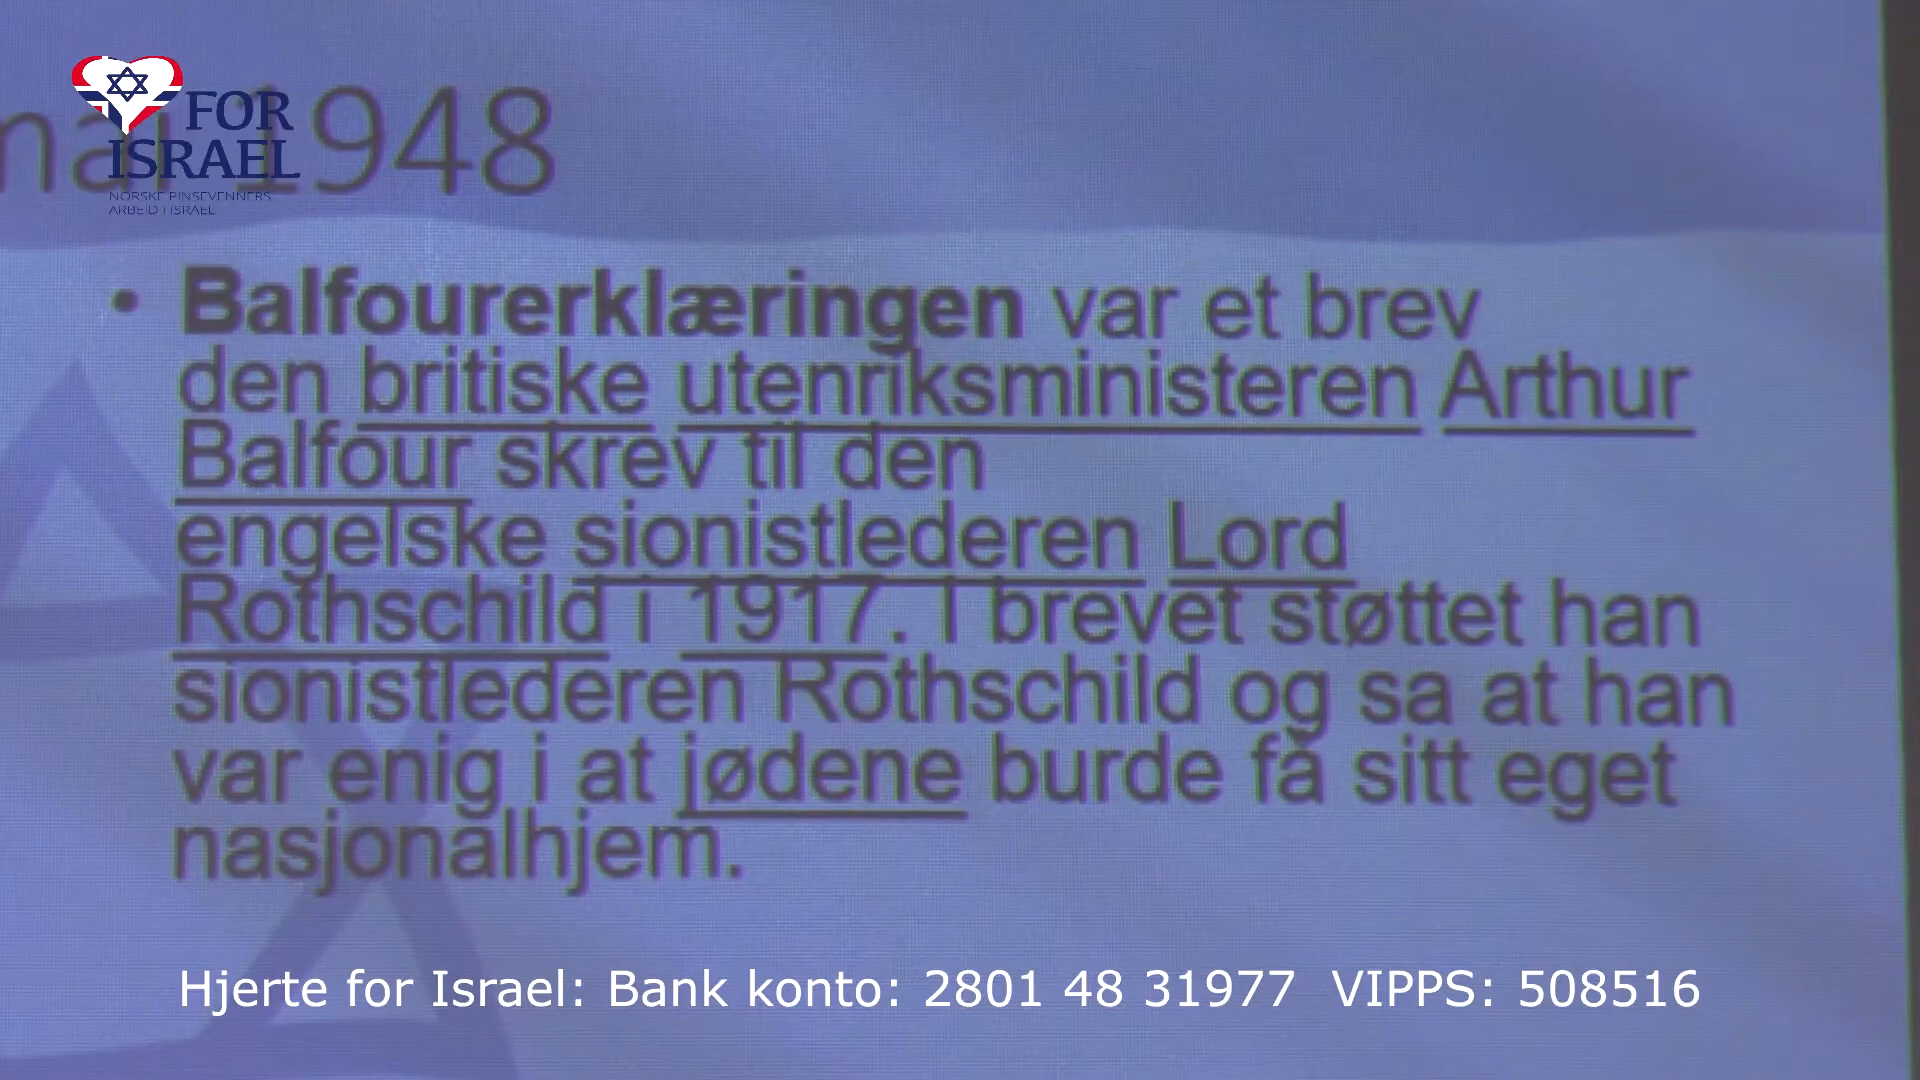 FOR
ISRAEL
NORSKE PINSEVENNERS
ARBEID I ISRAEL
mai 1948
• Balfourerklæringen var et brev
den britiske utenriksministeren Arthur
Balfour skrev til den
engelske sionistlederen Lord
Rothschild i 1917. I brevet støttet han
sionistlederen Rothschild og sa at han
var enig i at jødene burde få sitt eget
nasjonalhjem.
Hjerte for Israel: Bank konto: 2801 48 31977 VIPPS: 508516